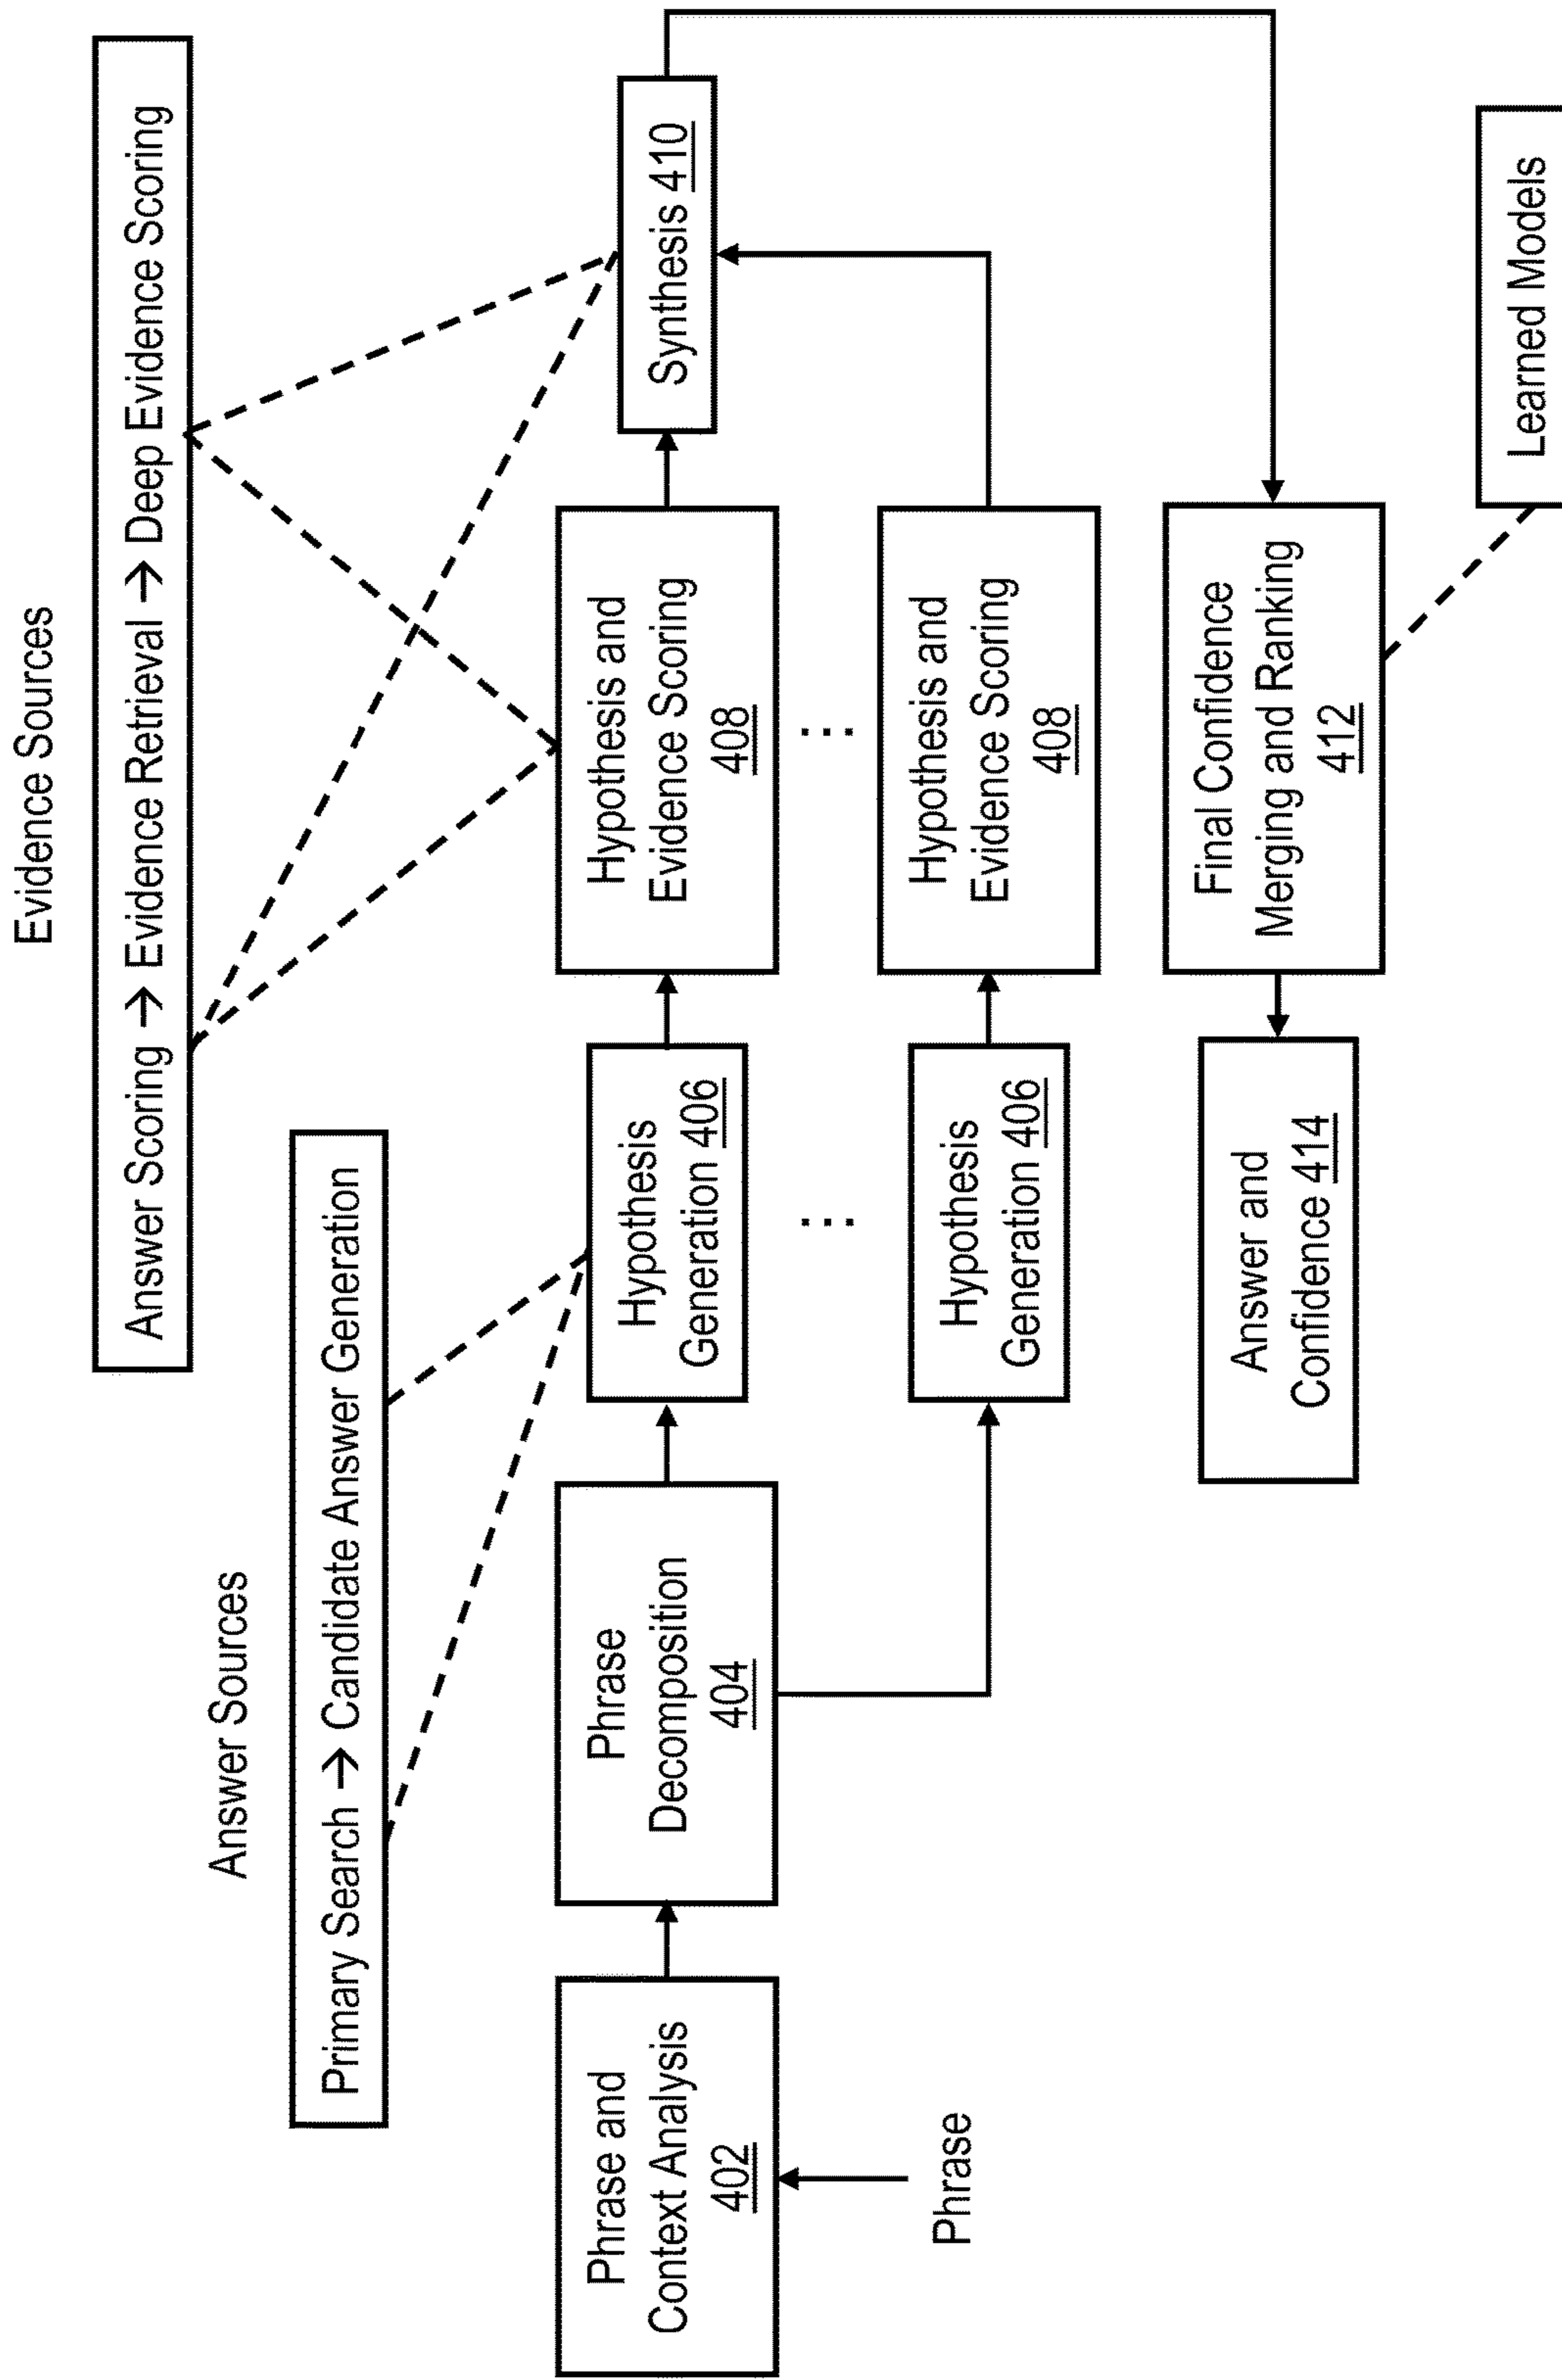 Evidence Sources
Answer Scoring → Evidence Retrieval → Deep Evidence Scoring
Answer Sources
Primary Search → Candidate Answer Generation
Phrase and
Context Analysis
402
Phrase
Phrase
Decomposition
404
Hypothesis
Generation 406
Hypothesis and
Evidence Scoring
408
Synthesis 410
...
...
Hypothesis
Generation 406
Hypothesis and
Evidence Scoring
408
Answer and
Confidence 414
Final Confidence
Merging and Ranking
412
Learned Models